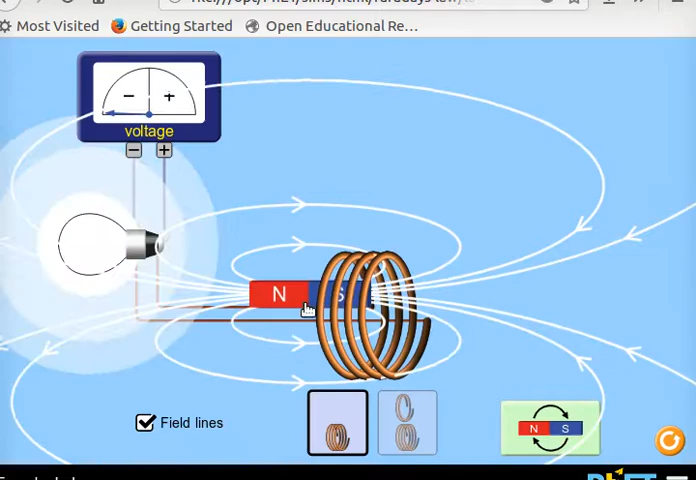 Most Visited Getting Started Open Educational Re...
− +
voltage
− +
N S
Field lines
N S